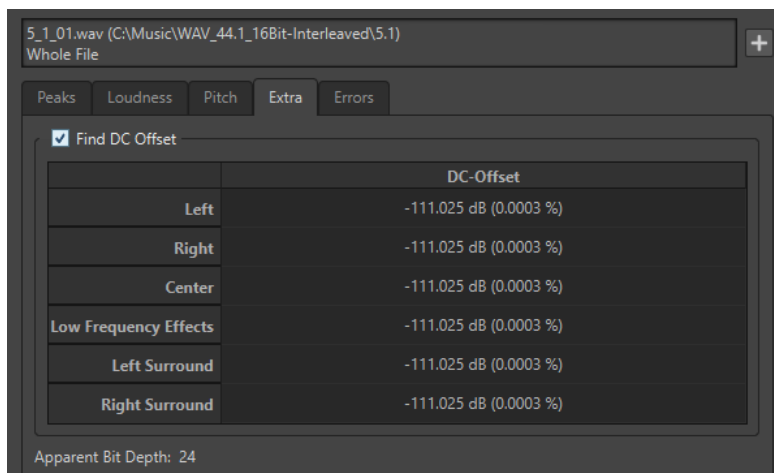 5_1_01.wav (C:\Music\WAV_44.1_16Bit-Interleaved\5.1)
Whole File
Peaks Loudness Pitch Extra Errors
Find DC Offset
DC-Offset
Left -111.025 dB (0.0003 %)
Right -111.025 dB (0.0003 %)
Center -111.025 dB (0.0003 %)
Low Frequency Effects -111.025 dB (0.0003 %)
Left Surround -111.025 dB (0.0003 %)
Right Surround -111.025 dB (0.0003 %)
Apparent Bit Depth: 24